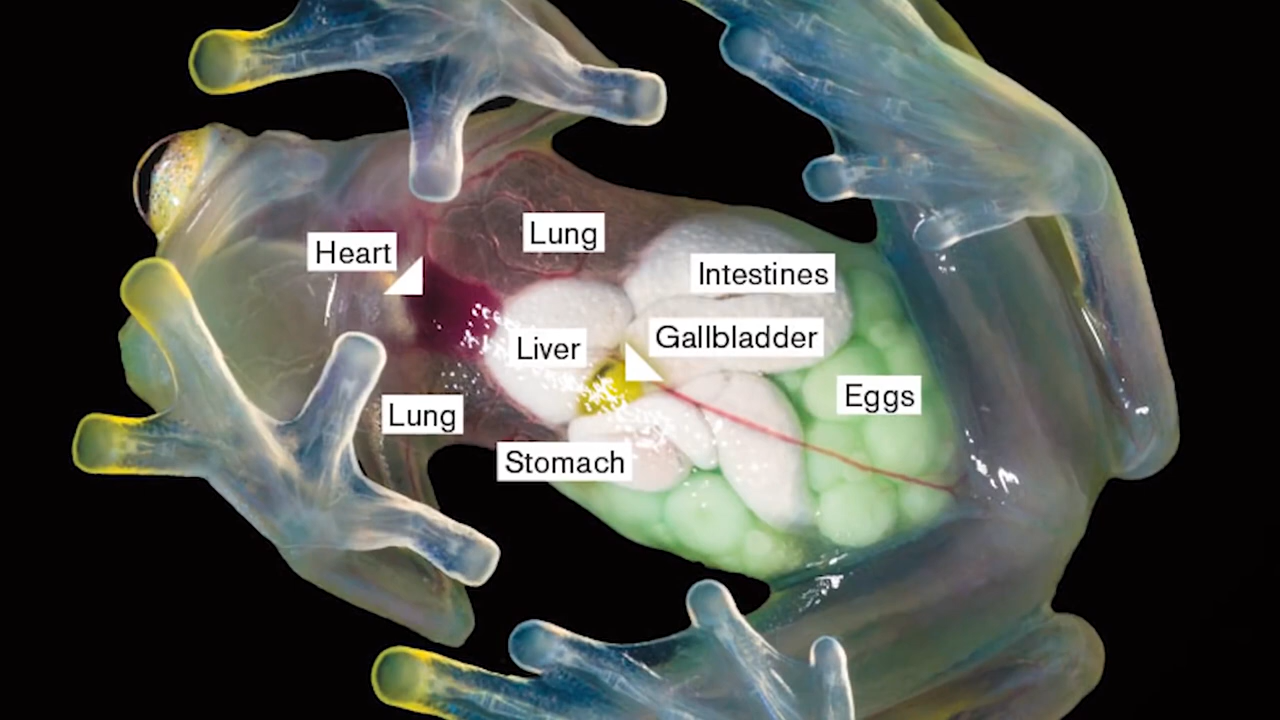 Heart
Lung
Intestines
Liver
Gallbladder
Eggs
Lung
Stomach